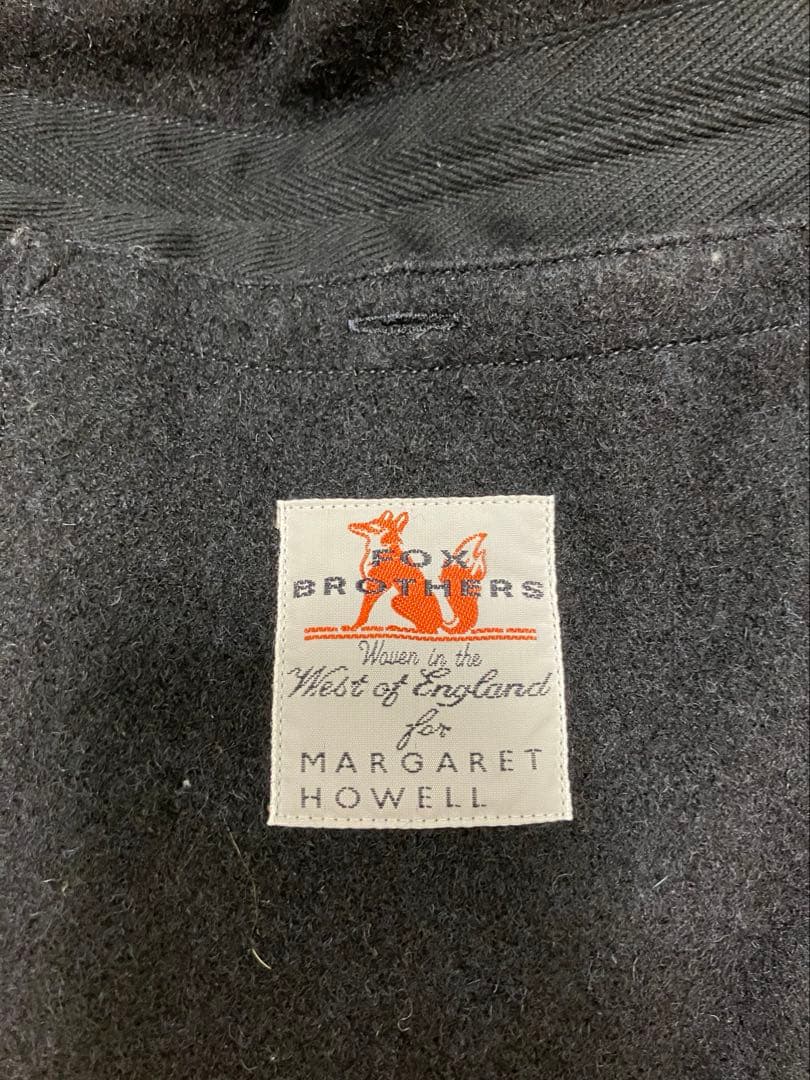 FOX
BROTHERS
Woven in the
West of England
for
MARGARET
HOWELL